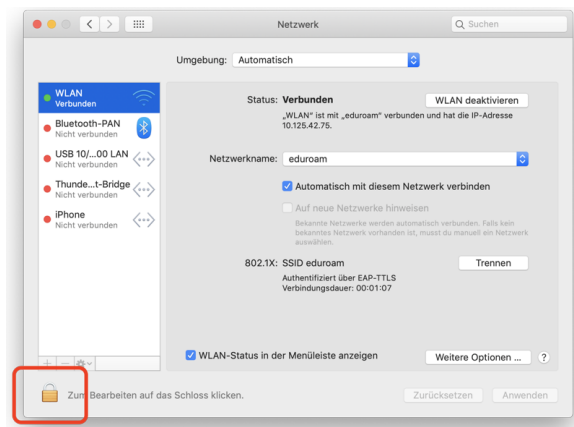 Netzwerk
Suchen
Umgebung: Automatisch
WLAN
Verbunden
Bluetooth-PAN
Nicht verbunden
USB 10/...00 LAN
Nicht verbunden
Thunde...t-Bridge
Nicht verbunden
iPhone
Nicht verbunden
Status: Verbunden
WLAN deaktivieren
„WLAN“ ist mit „eduroam“ verbunden und hat die IP-Adresse
10.125.42.75.
Netzwerkname: eduroam
Automatisch mit diesem Netzwerk verbinden
Auf neue Netzwerke hinweisen
Bekannte Netzwerke werden automatisch verbunden. Falls kein
bekanntes Netzwerk vorhanden ist, musst du manuell ein Netzwerk
auswählen.
802.1X: SSID eduroam
Trennen
Authentifiziert über EAP-TTLS
Verbindungsdauer: 00:01:07
WLAN-Status in der Menüleiste anzeigen
Weitere Optionen ...
?
Zum Bearbeiten auf das Schloss klicken.
Zurücksetzen
Anwenden